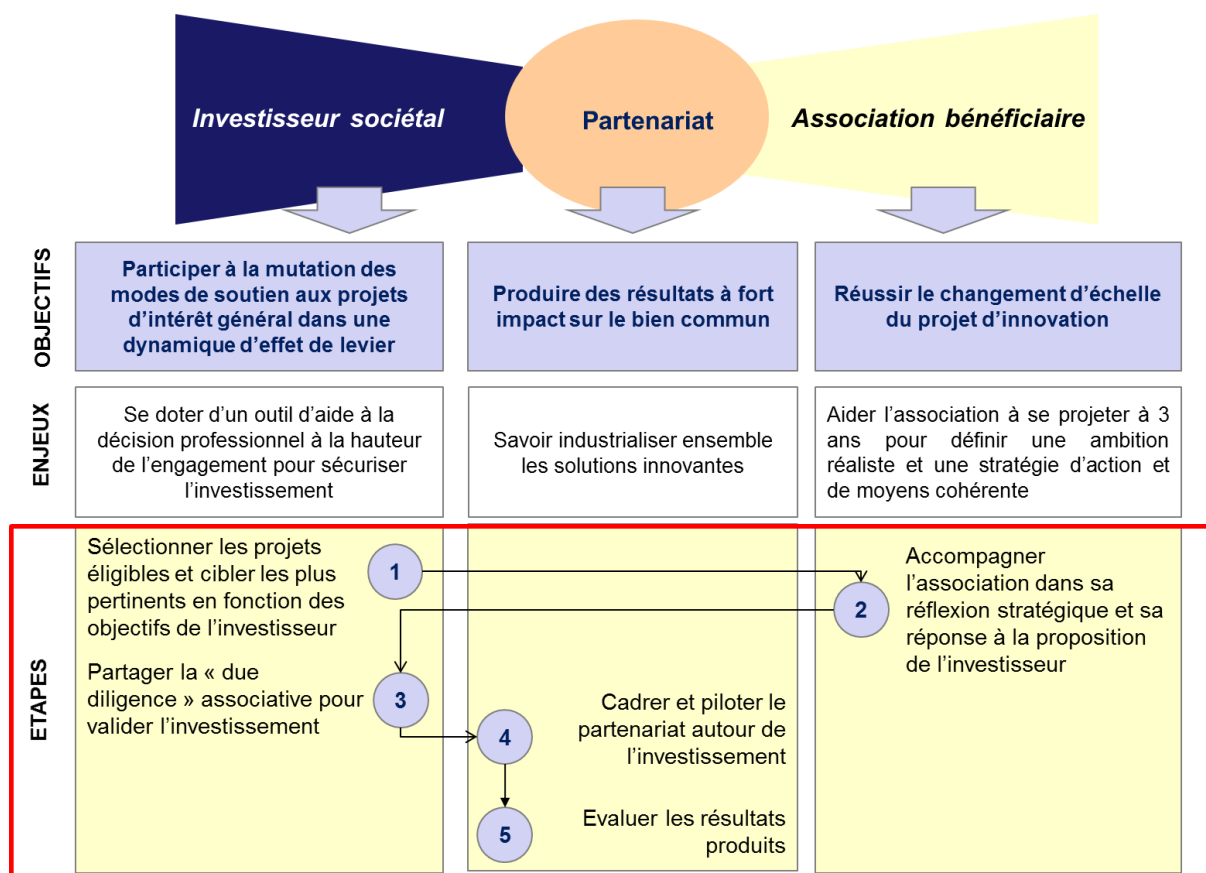 Investisseur sociétal
Partenariat
Association bénéficiaire
OBJECTIFS
Participer à la mutation des
modes de soutien aux projets
d’intérêt général dans une
dynamique d’effet de levier
Produire des résultats à fort
impact sur le bien commun
Réussir le changement d’échelle
du projet d’innovation
ENJEUX
Se doter d’un outil d’aide à la
décision professionnel à la hauteur
de l’engagement pour sécuriser
l’investissement
Savoir industrialiser ensemble
les solutions innovantes
Aider l’association à se projeter à 3
ans pour définir une ambition
réaliste et une stratégie d’action et
de moyens cohérente
ETAPES
Sélectionner les projets
éligibles et cibler les plus
pertinents en fonction des
objectifs de l’investisseur
1
2
Accompagner
l’association dans sa
réflexion stratégique et sa
réponse à la proposition
de l’investisseur
Partager la « due
diligence » associative pour
valider l’investissement
3
4
Cadrer et piloter le
partenariat autour de
l’investissement
5
Evaluer les résultats
produits